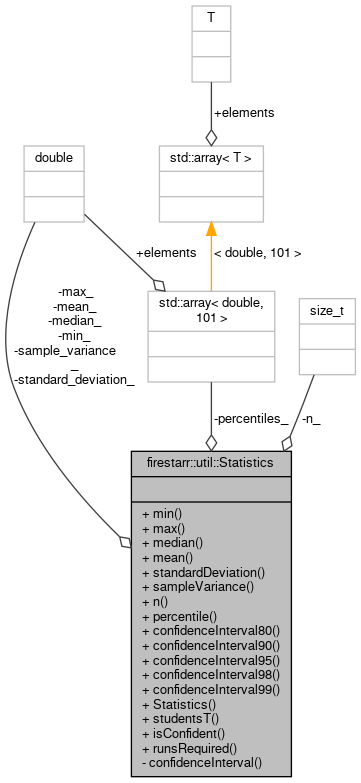 T
+elements
double
std::array< T >
+elements
< double, 101 >
-max_
-mean_
-median_
-min_
-sample_variance
_
-standard_deviation_
std::array< double,
101 >
size_t
-percentiles_
-n_
firestarr::util::Statistics
+ min()
+ max()
+ median()
+ mean()
+ standardDeviation()
+ sampleVariance()
+ n()
+ percentile()
+ confidenceInterval80()
+ confidenceInterval90()
+ confidenceInterval95()
+ confidenceInterval98()
+ confidenceInterval99()
+ Statistics()
+ studentsT()
+ isConfident()
+ runsRequired()
- confidenceInterval()